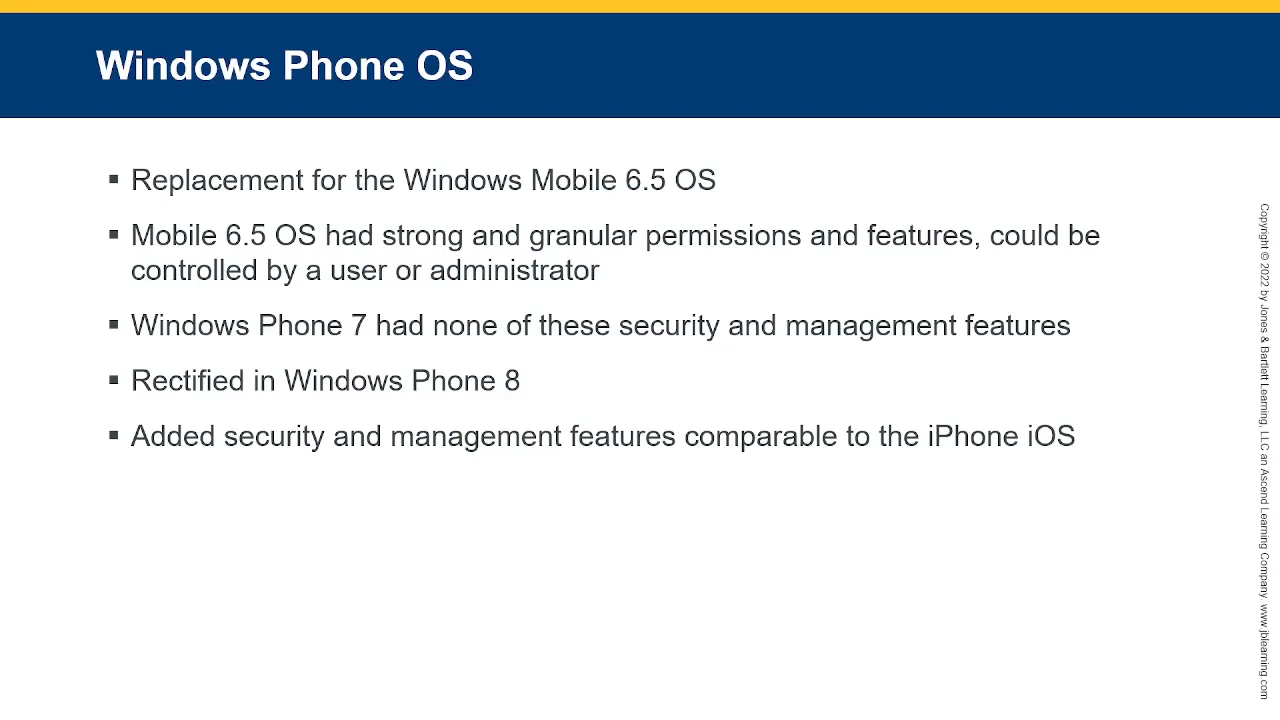 Windows Phone OS
▪ Replacement for the Windows Mobile 6.5 OS
▪ Mobile 6.5 OS had strong and granular permissions and features, could be
controlled by a user or administrator
▪ Windows Phone 7 had none of these security and management features
▪ Rectified in Windows Phone 8
▪ Added security and management features comparable to the iPhone iOS
Copyright © 2022 by Jones & Bartlett Learning, LLC an Ascend Learning Company. www.jblearning.com